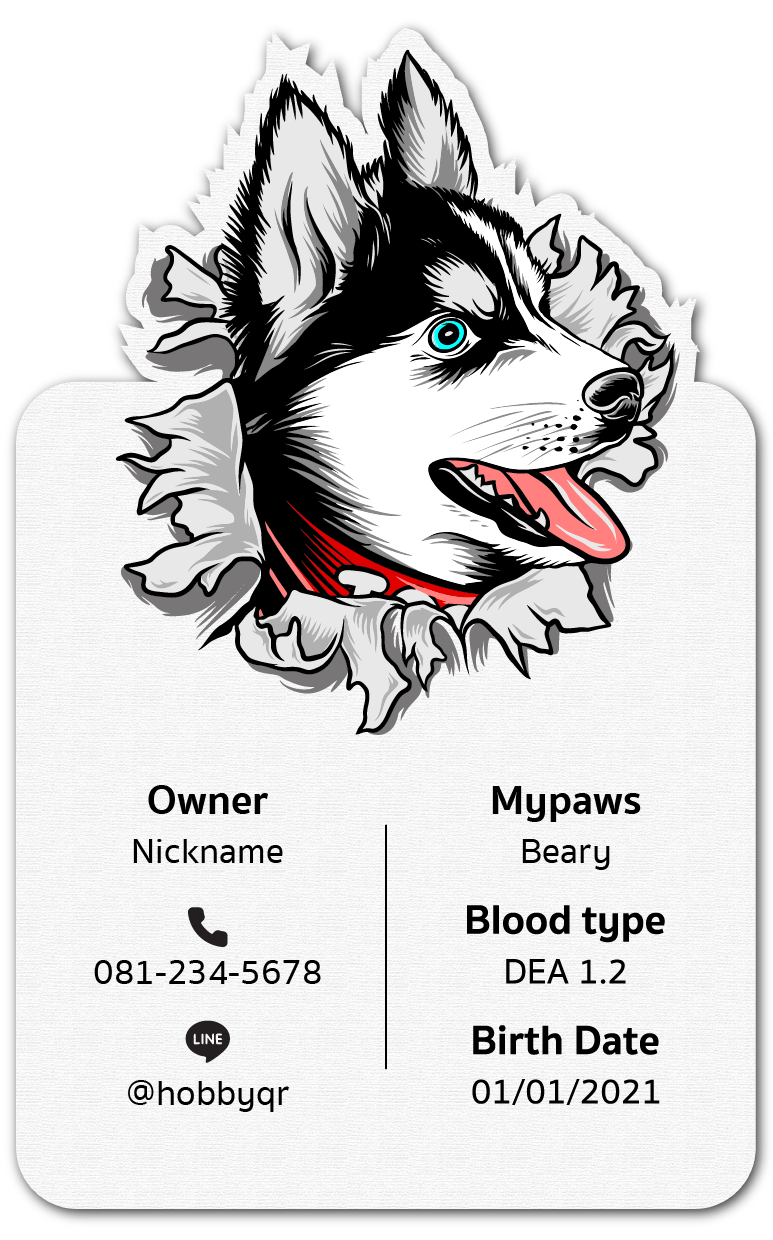 Owner
Nickname
081-234-5678
LINE
@hobbyqr
Mypaws
Beary
Blood type
DEA 1.2
Birth Date
01/01/2021